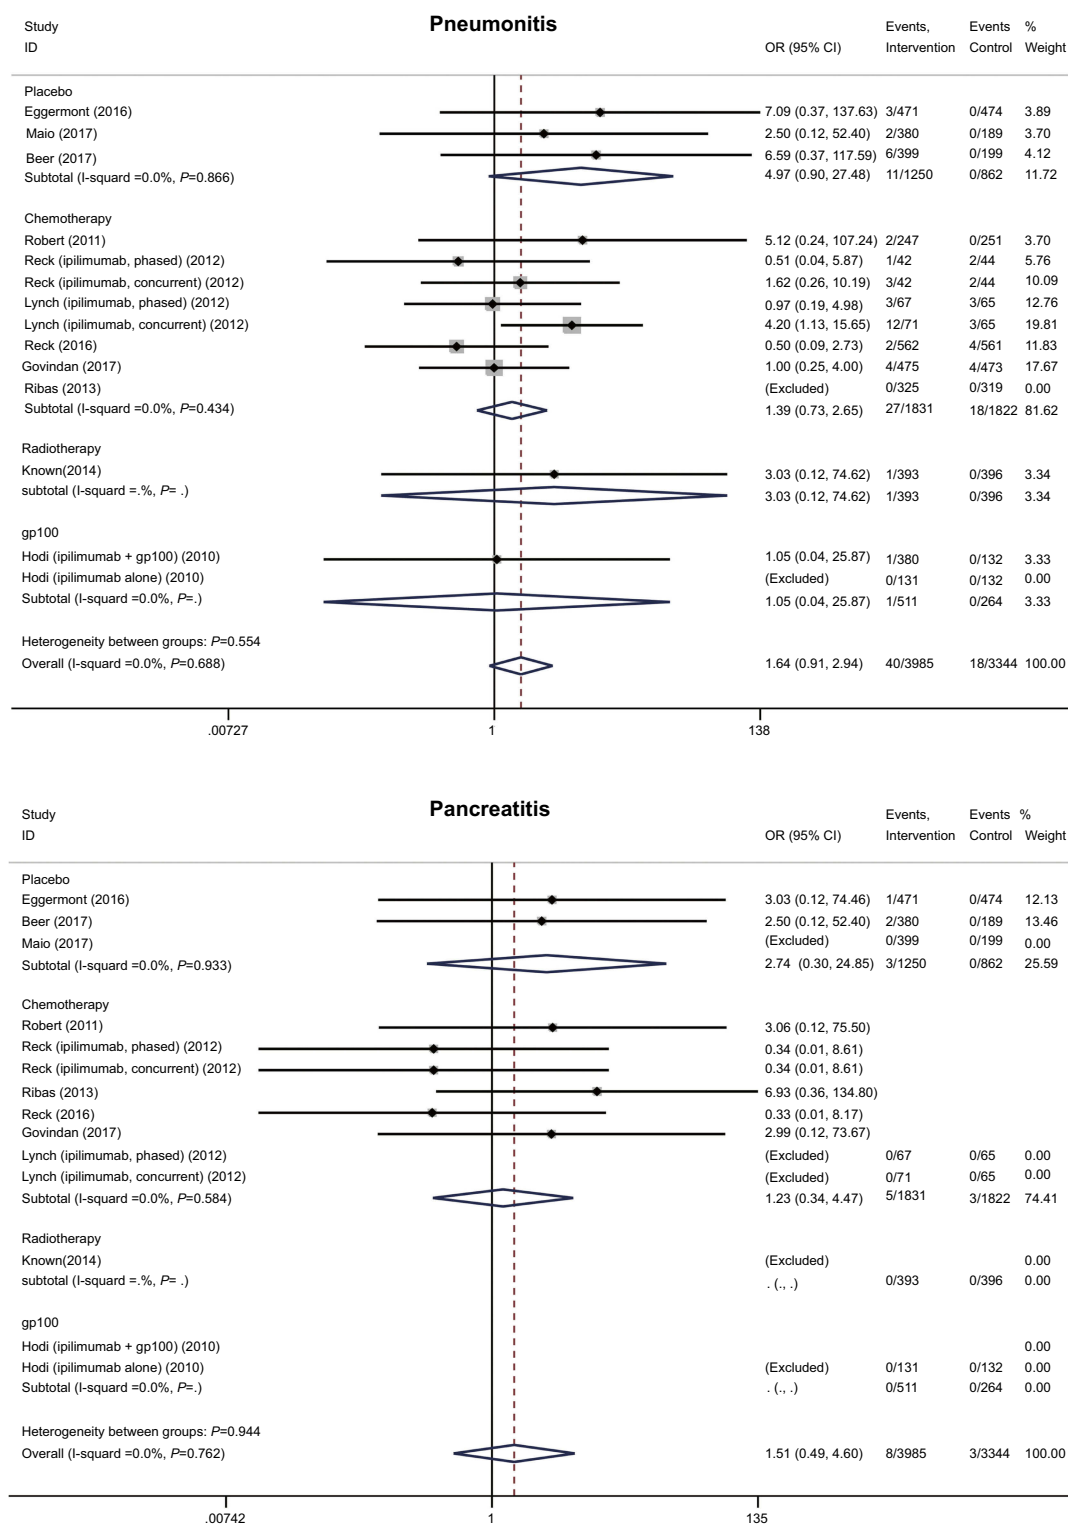 Pneumonitis
Study Events, Events %
ID OR (95% CI) Intervention Control Weight
Placebo
Eggermont (2016) 7.09 (0.37, 137.63) 3/471 0/474 3.89
Maio (2017) 2.50 (0.12, 52.40) 2/380 0/189 3.70
Beer (2017) 6.59 (0.37, 117.59) 6/399 0/199 4.12
Subtotal (I-squard =0.0%, P=0.866) 4.97 (0.90, 27.48) 11/1250 0/862 11.72
Chemotherapy
Robert (2011) 5.12 (0.24, 107.24) 2/247 0/251 3.70
Reck (ipilimumab, phased) (2012) 0.51 (0.04, 5.87) 1/42 2/44 5.76
Reck (ipilimumab, concurrent) (2012) 1.62 (0.26, 10.19) 3/42 2/44 10.09
Lynch (ipilimumab, phased) (2012) 0.97 (0.19, 4.98) 3/67 3/65 12.76
Lynch (ipilimumab, concurrent) (2012) 4.20 (1.13, 15.65) 12/71 3/65 19.81
Reck (2016) 0.50 (0.09, 2.73) 2/562 4/561 11.83
Govindan (2017) 1.00 (0.25, 4.00) 4/475 4/473 17.67
Ribas (2013) (Excluded) 0/325 0/319 0.00
Subtotal (I-squard =0.0%, P=0.434) 1.39 (0.73, 2.65) 27/1831 18/1822 81.62
Radiotherapy
Known(2014) 3.03 (0.12, 74.62) 1/393 0/396 3.34
subtotal (I-square =.%, P= .) 3.03 (0.12, 74.62) 1/393 0/396 3.34
gp100
Hodi (ipilimumab + gp100) (2010) 1.05 (0.04, 25.87) 1/380 0/132 3.33
Hodi (ipilimumab alone) (2010) (Excluded) 0/131 0/132 0.00
Subtotal (I-squard =0.0%, P=.) 1.05 (0.04, 25.87) 1/511 0/264 3.33
Heterogeneity between groups: P=0.554
Overall (I-squard =0.0%, P=0.688) 1.64 (0.91, 2.94) 40/3985 18/3344 100.00
.00727 1 138
Pancreatitis
Study Events, Events %
ID OR (95% CI) Intervention Control Weight
Placebo
Eggermont (2016) 3.03 (0.12, 74.46) 1/471 0/474 12.13
Beer (2017) 2.50 (0.12, 52.40) 2/380 0/189 13.46
Maio (2017) (Excluded) 0/399 0/199 0.00
Subtotal (I-squard =0.0%, P=0.933) 2.74 (0.30, 24.85) 3/1250 0/862 25.59
Chemotherapy
Robert (2011) 3.06 (0.12, 75.50)
Reck (ipilimumab, phased) (2012) 0.34 (0.01, 8.61)
Reck (ipilimumab, concurrent) (2012) 0.34 (0.01, 8.61)
Ribas (2013) 6.93 (0.36, 134.80)
Reck (2016) 0.33 (0.01, 8.17)
Govindan (2017) 2.99 (0.12, 73.67)
Lynch (ipilimumab, phased) (2012) (Excluded) 0/67 0/65 0.00
Lynch (ipilimumab, concurrent) (2012) (Excluded) 0/71 0/65 0.00
Subtotal (I-squard =0.0%, P=0.584) 1.23 (0.34, 4.47) 5/1831 3/1822 74.41
Radiotherapy
Known(2014) (Excluded) 0.00
subtotal (I-squard =.%, P= .) . (., .) 0/393 0/396 0.00
gp100
Hodi (ipilimumab + gp100) (2010) 0.00
Hodi (ipilimumab alone) (2010) (Excluded) 0/131 0/132 0.00
Subtotal (I-squard =0.0%, P=.) . (., .) 0/511 0/264 0.00
Heterogeneity between groups: P=0.944
Overall (I-squard =0.0%, P=0.762) 1.51 (0.49, 4.60) 8/3985 3/3344 100.00
.00742 1 135